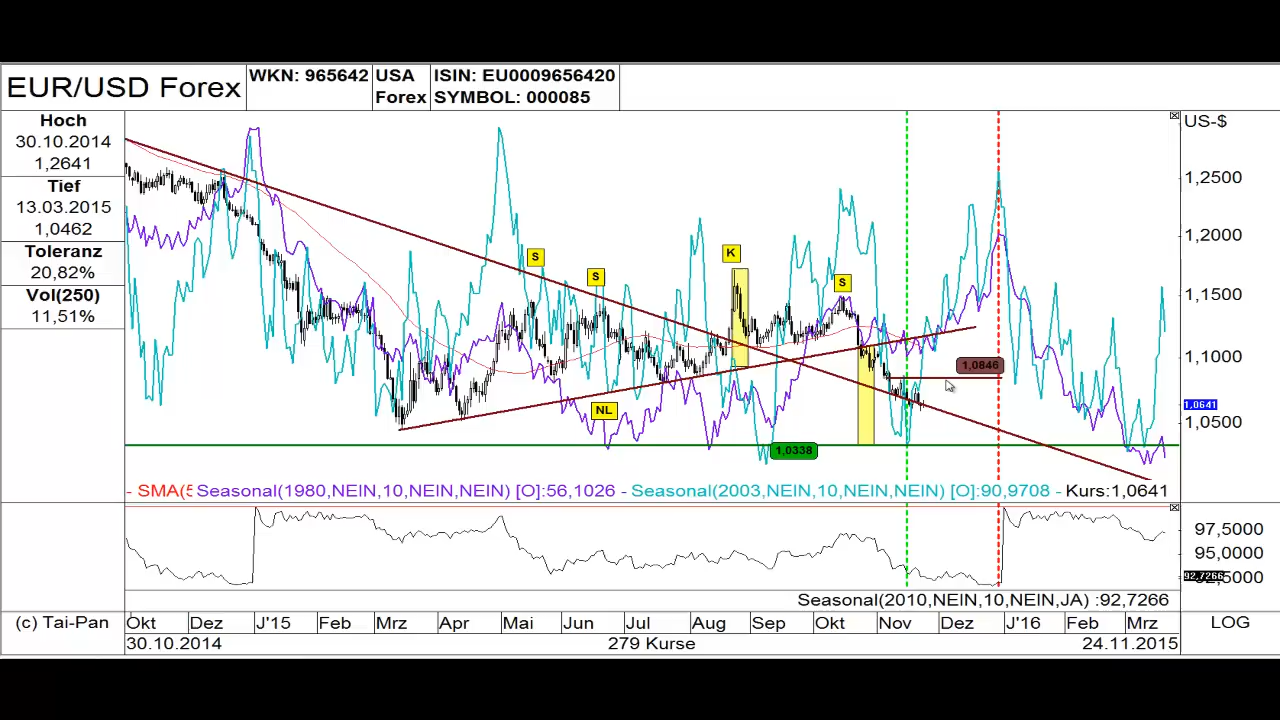 EUR/USD Forex
WKN: 965642
USA
Forex
ISIN: EU0009656420
SYMBOL: 000085
Hoch
30.10.2014
1,2641
Tief
13.03.2015
1,0462
Toleranz
20,82%
Vol(250)
11,51%
US-$
1,2500
1,2000
1,1500
1,1000
1,0641
1,0500
S
S
K
S
NL
1,0846
1,0338
- SMA(5 Seasonal(1980,NEIN,10,NEIN,NEIN) [O]:56,1026 - Seasonal(2003,NEIN,10,NEIN,NEIN) [O]:90,9708 - Kurs:1,0641
97,5000
95,0000
92,7266
Seasonal(2010,NEIN,10,NEIN,JA) :92,7266
(c) Tai-Pan
Okt Dez J'15 Feb Mrz Apr Mai Jun Jul Aug Sep Okt Nov Dez J'16 Feb Mrz
LOG
30.10.2014 279 Kurse 24.11.2015